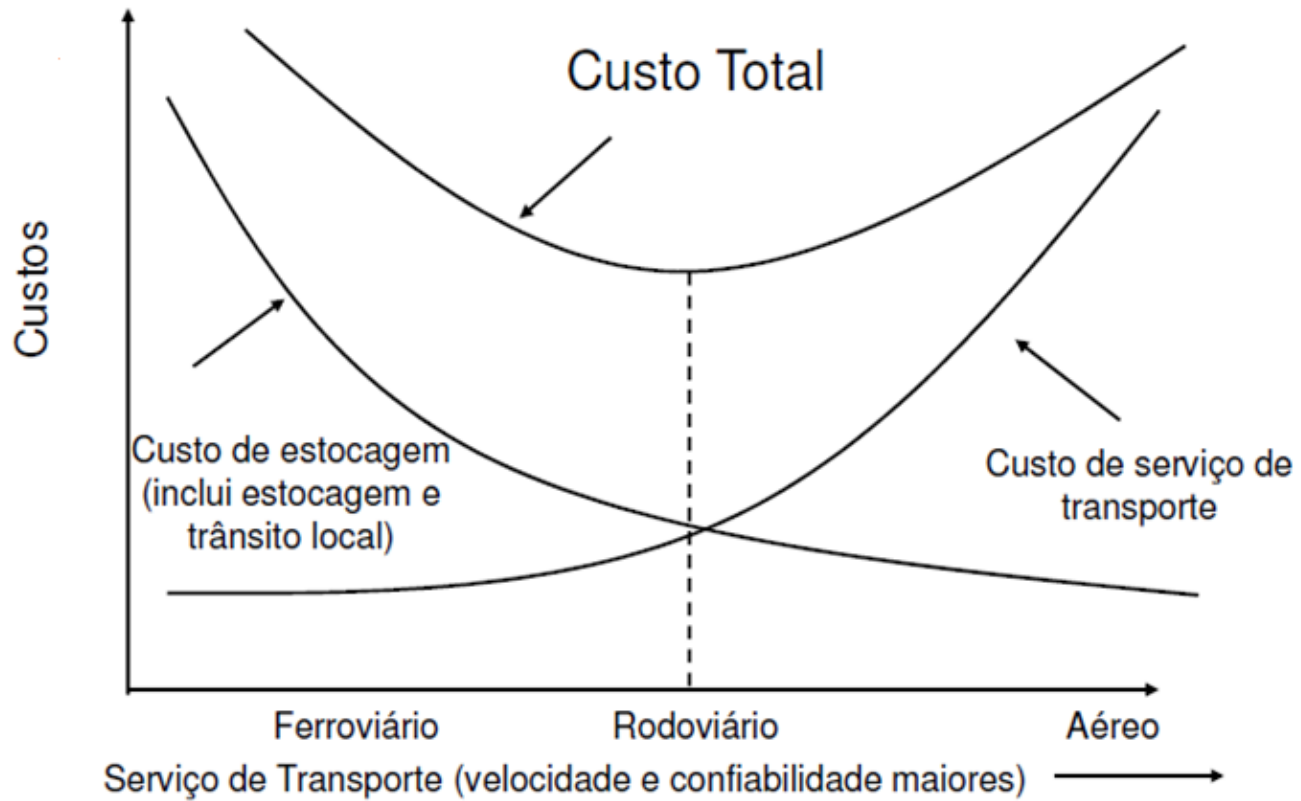 Custo Total
Custos
Custo de estocagem
(inclui estocagem e
trânsito local)
Custo de serviço de
transporte
Ferroviário
Rodoviário
Aéreo
Serviço de Transporte (velocidade e confiabilidade maiores)